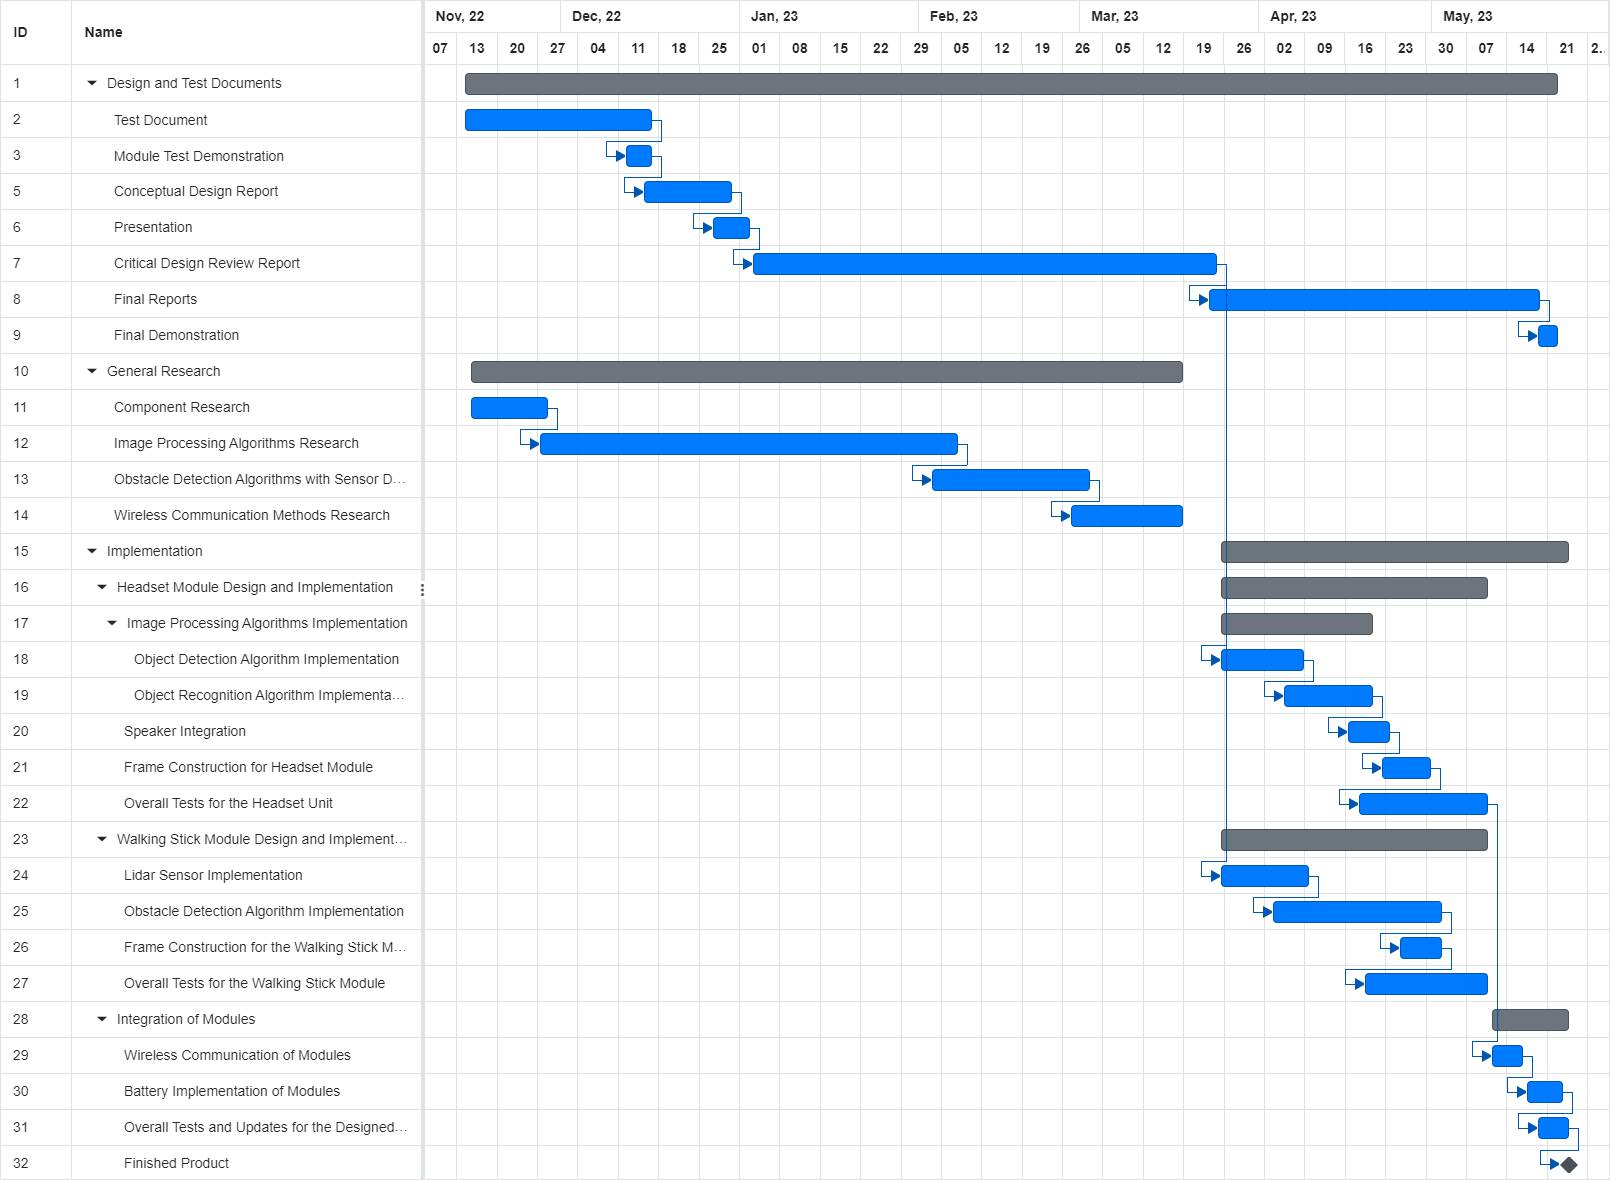 ID Name Nov, 22 Dec, 22 Jan, 23 Feb, 23 Mar, 23 Apr, 23 May, 23
07 13 20 27 04 11 18 25 01 08 15 22 29 05 12 19 26 05 12 19 26 02 09 16 23 30 07 14 21 2..
1 Design and Test Documents
2 Test Document
3 Module Test Demonstration
5 Conceptual Design Report
6 Presentation
7 Critical Design Review Report
8 Final Reports
9 Final Demonstration
10 General Research
11 Component Research
12 Image Processing Algorithms Research
13 Obstacle Detection Algorithms with Sensor D...
14 Wireless Communication Methods Research
15 Implementation
16 Headset Module Design and Implementation
17 Image Processing Algorithms Implementation
18 Object Detection Algorithm Implementation
19 Object Recognition Algorithm Implementa...
20 Speaker Integration
21 Frame Construction for Headset Module
22 Overall Tests for the Headset Unit
23 Walking Stick Module Design and Implement...
24 Lidar Sensor Implementation
25 Obstacle Detection Algorithm Implementation
26 Frame Construction for the Walking Stick M...
27 Overall Tests for the Walking Stick Module
28 Integration of Modules
29 Wireless Communication of Modules
30 Battery Implementation of Modules
31 Overall Tests and Updates for the Designed...
32 Finished Product